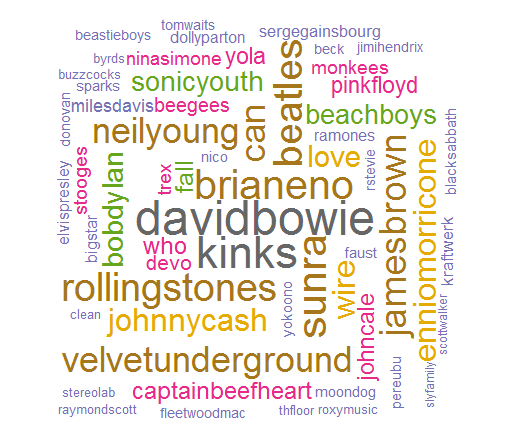 tomwaits
beastieboys
dollyparton
sergegainsbourg
byrds
ninasimone
yola
beck
jimihendrix
buzzcocks
monkees
sparks
sonicyouth
pinkfloyd
milesdavis
beegees
beatles
beachboys
donovan
neilyoung
can
ramones
blacksabbath
stooges
nico
love
elvispresley
bobdylan
trex
fall
brianeno
rstevie
jamesbrown
enniomorricone
bigstar
davidbowie
who
kinks
sunra
faust
kraftwerk
devo
rollingstones
wire
yokoono
scottwalker
clean
johnnycash
johncale
velvetunderground
pereubu
slyfamily
stereolab
captainbeefheart
moondog
raymondscott
fleetwoodmac
thfloor
roxymusic